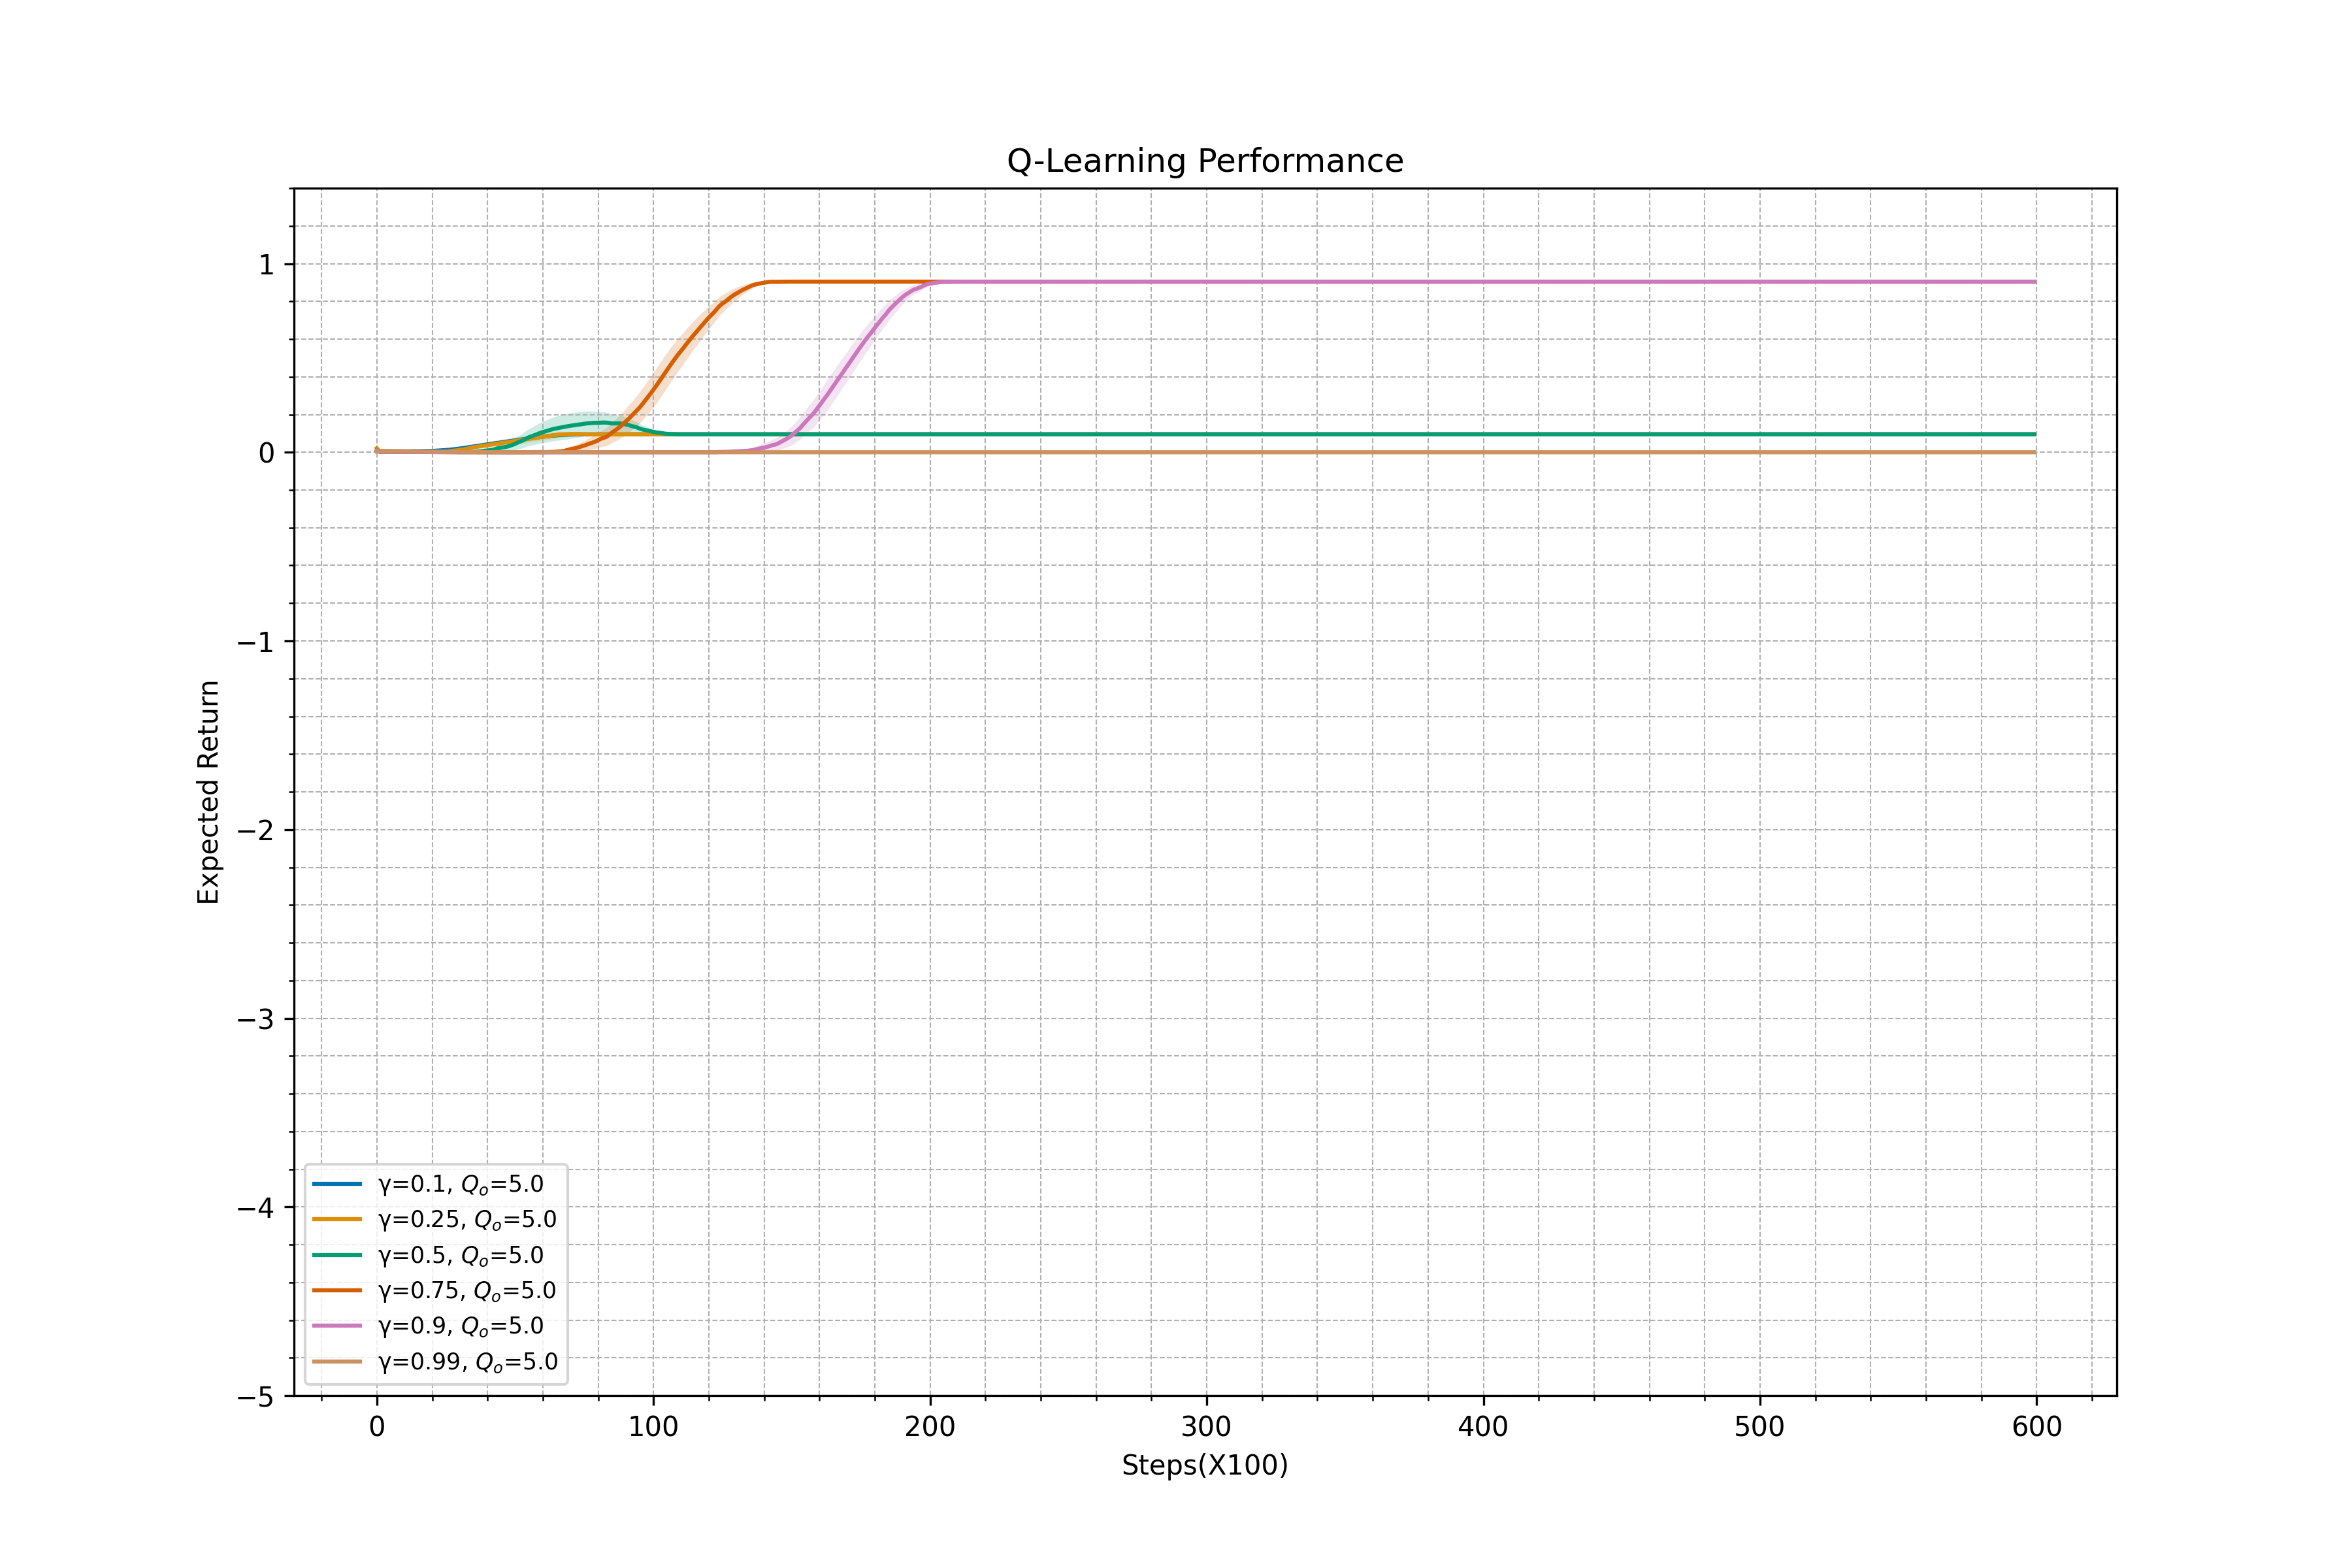 Q-Learning Performance
1
0
−1
−2
−3
−4
−5
Expected Return
γ=0.1, Qo=5.0
γ=0.25, Qo=5.0
γ=0.5, Qo=5.0
γ=0.75, Qo=5.0
γ=0.9, Qo=5.0
γ=0.99, Qo=5.0
0 100 200 300 400 500 600
Steps(X100)